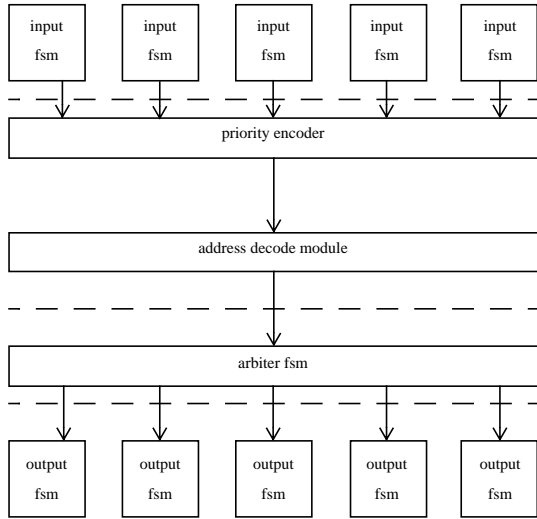 input input input input input
fsm fsm fsm fsm fsm
priority encoder
address decode module
arbiter fsm
output output output output output
fsm fsm fsm fsm fsm